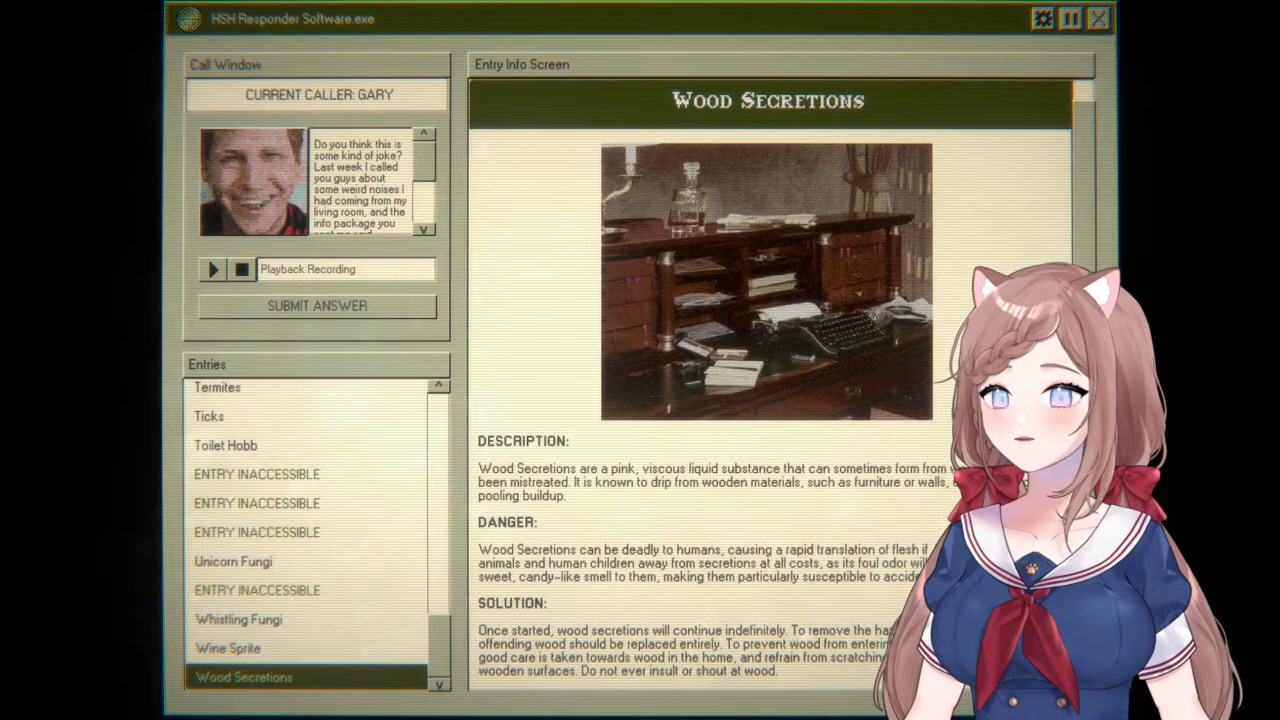 HSH Responder Software.exe
Call Window
CURRENT CALLER: GARY
Do you think this is
some kind of joke?
Last week I called
you guys about
some weird noises I
had coming from my
living room, and the
info package you
Playback Recording
SUBMIT ANSWER
Entries
Termites
Ticks
Toilet Hobb
ENTRY INACCESSIBLE
ENTRY INACCESSIBLE
ENTRY INACCESSIBLE
Unicorn Fungi
ENTRY INACCESSIBLE
Whistling Fungi
Wine Sprite
Wood Secretions
Entry Info Screen
WOOD SECRETIONS
DESCRIPTION:
Wood Secretions are a pink, viscous liquid substance that can sometimes form from
been mistreated. It is known to drip from wooden materials, such as furniture or walls,
pooling buildup.
DANGER:
Wood Secretions can be deadly to humans, causing a rapid translation of flesh
animals and human children away from secretions at all costs, as its foul odor
sweet, candy-like smell to them, making them particularly susceptible to
SOLUTION:
Once started, wood secretions will continue indefinitely. To remove the
offending wood should be replaced entirely. To prevent wood from
good care is taken towards wood in the home, and refrain from
wooden surfaces. Do not ever insult or shout at wood.